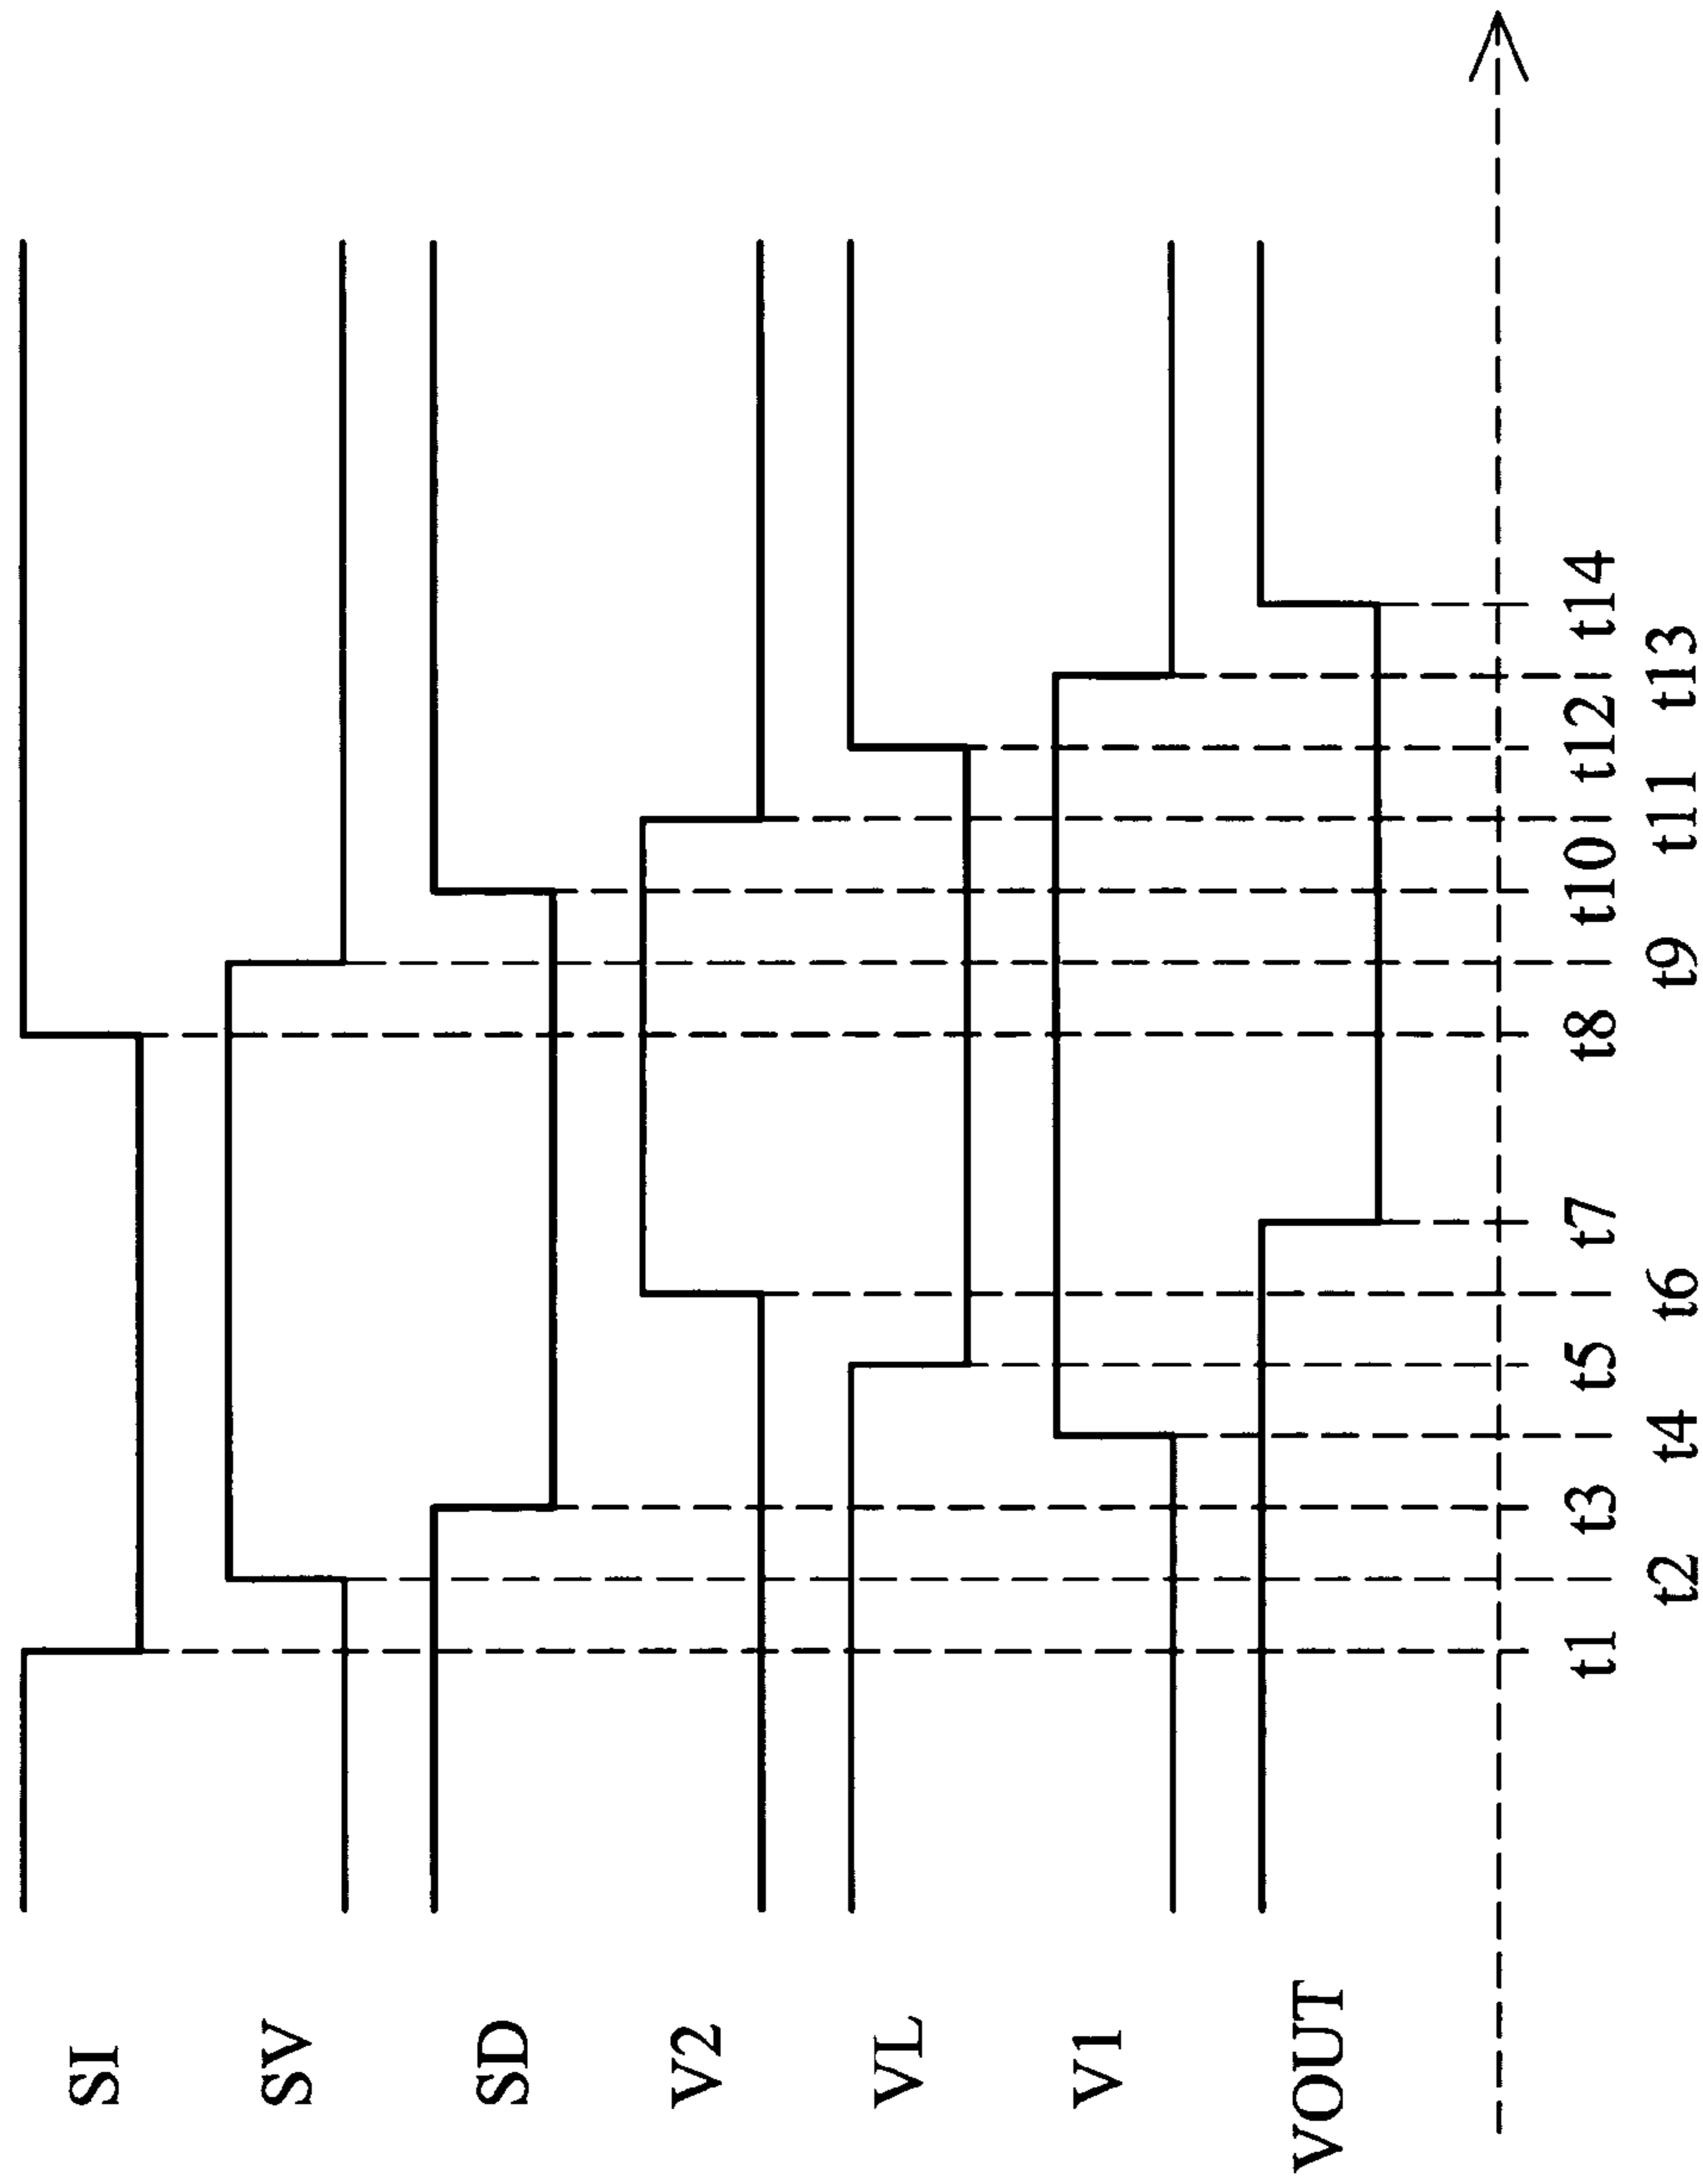 SI
SV
SD
V2
VL
V1
VOUT
t1 t3 t5 t7 t8 t10 t12 t14
t2 t4 t6 t9 t11 t13